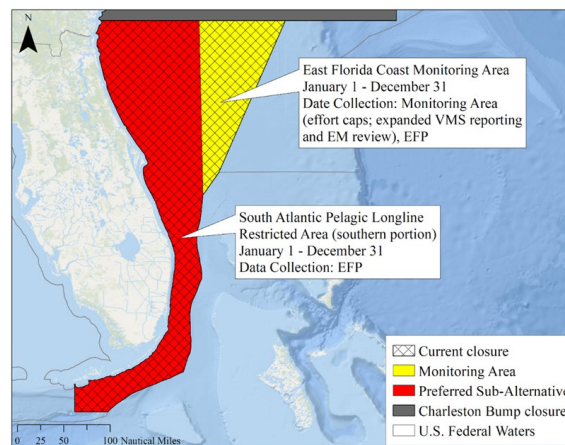 N
East Florida Coast Monitoring Area
January 1 - December 31
Date Collection: Monitoring Area
(effort caps; expanded VMS reporting
and EM review), EFP
South Atlantic Pelagic Longline
Restricted Area (southern portion)
January 1 - December 31
Data Collection: EFP
Current closure
Monitoring Area
Preferred Sub-Alternative
Charleston Bump closure
U.S. Federal Waters
0 25 50 100 Nautical Miles